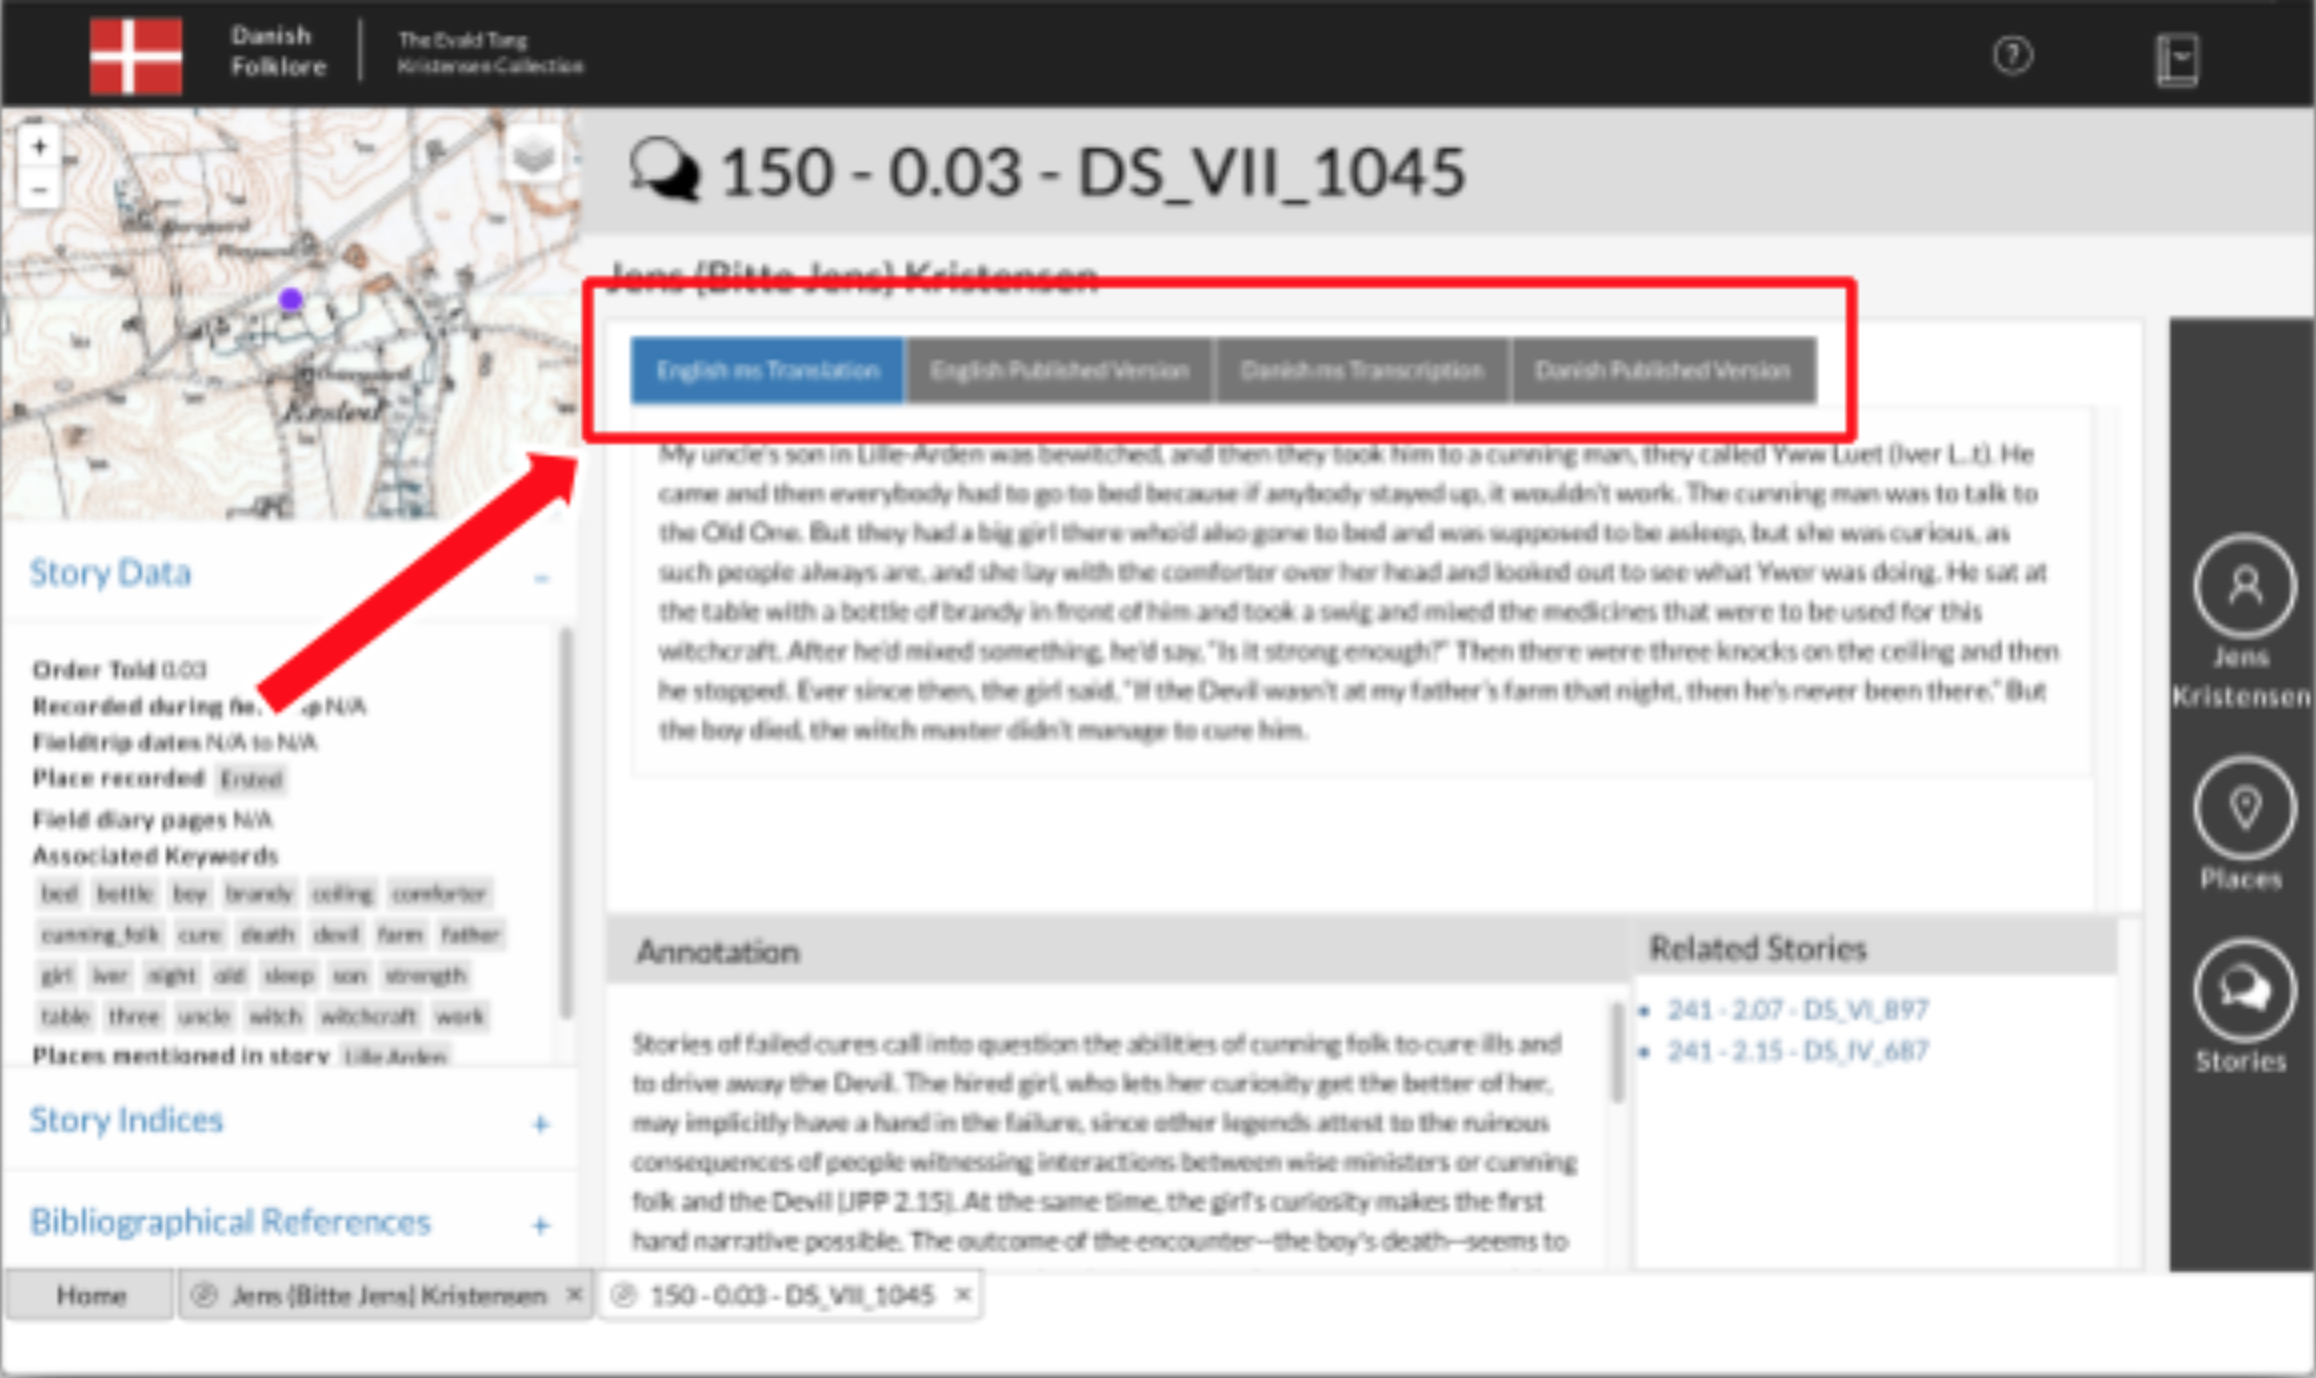 Danish
Folklore
The Evald Tang
Kristensen Collection
?
150 - 0.03 - DS_VII_1045
Jens (Bitte Jens) Kristensen
+
−
English ms Translation
English Published Version
Danish ms Transcription
Danish Published Version
My uncle's son in Lille-Arden was bewitched, and then they took him to a cunning man, they called Yww Luet (Iver L..t). He
came and then everybody had to go to bed because if anybody stayed up, it wouldn't work. The cunning man was to talk to
the Old One. But they had a big girl there who'd also gone to bed and was supposed to be asleep, but she was curious, as
such people always are, and she lay with the comforter over her head and looked out to see what Ywer was doing. He sat at
the table with a bottle of brandy in front of him and took a swig and mixed the medicines that were to be used for this
witchcraft. After he'd mixed something, he'd say, "Is it strong enough?" Then there were three knocks on the ceiling and then
he stopped. Ever since then, the girl said, "If the Devil wasn't at my father's farm that night, then he's never been there." But
the boy died, the witch master didn't manage to cure him.
Story Data −
Order Told 0.03
Recorded during N/A
Fieldtrip dates N/A to N/A
Place recorded Ersted
Field diary pages N/A
Associated Keywords
bed bottle boy brandy ceiling comforter
cunning_folk cure death devil farm father
girl iver night old sleep son strength
table three uncle witch witchcraft work
Places mentioned in story Lille Arden
Story Indices +
Bibliographical References +
Annotation
Stories of failed cures call into question the abilities of cunning folk to cure ills and
to drive away the Devil. The hired girl, who lets her curiosity get the better of her,
may implicitly have a hand in the failure, since other legends attest to the ruinous
consequences of people witnessing interactions between wise ministers or cunning
folk and the Devil [JPP 2.15]. At the same time, the girl's curiosity makes the first
hand narrative possible. The outcome of the encounter--the boy's death--seems to
Related Stories
241 - 2.07 - DS_VI_897
241 - 2.15 - DS_IV_687
Jens
Kristensen
Places
Stories
Home
Jens (Bitte Jens) Kristensen ×
150 - 0.03 - DS_VII_1045 ×